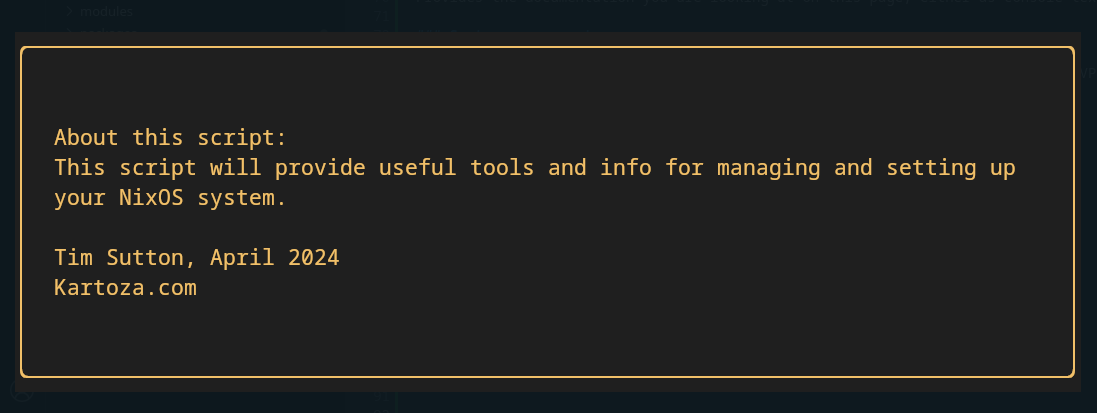 modules
About this script:
This script will provide useful tools and info for managing and setting up
your NixOS system.
Tim Sutton, April 2024
Kartoza.com